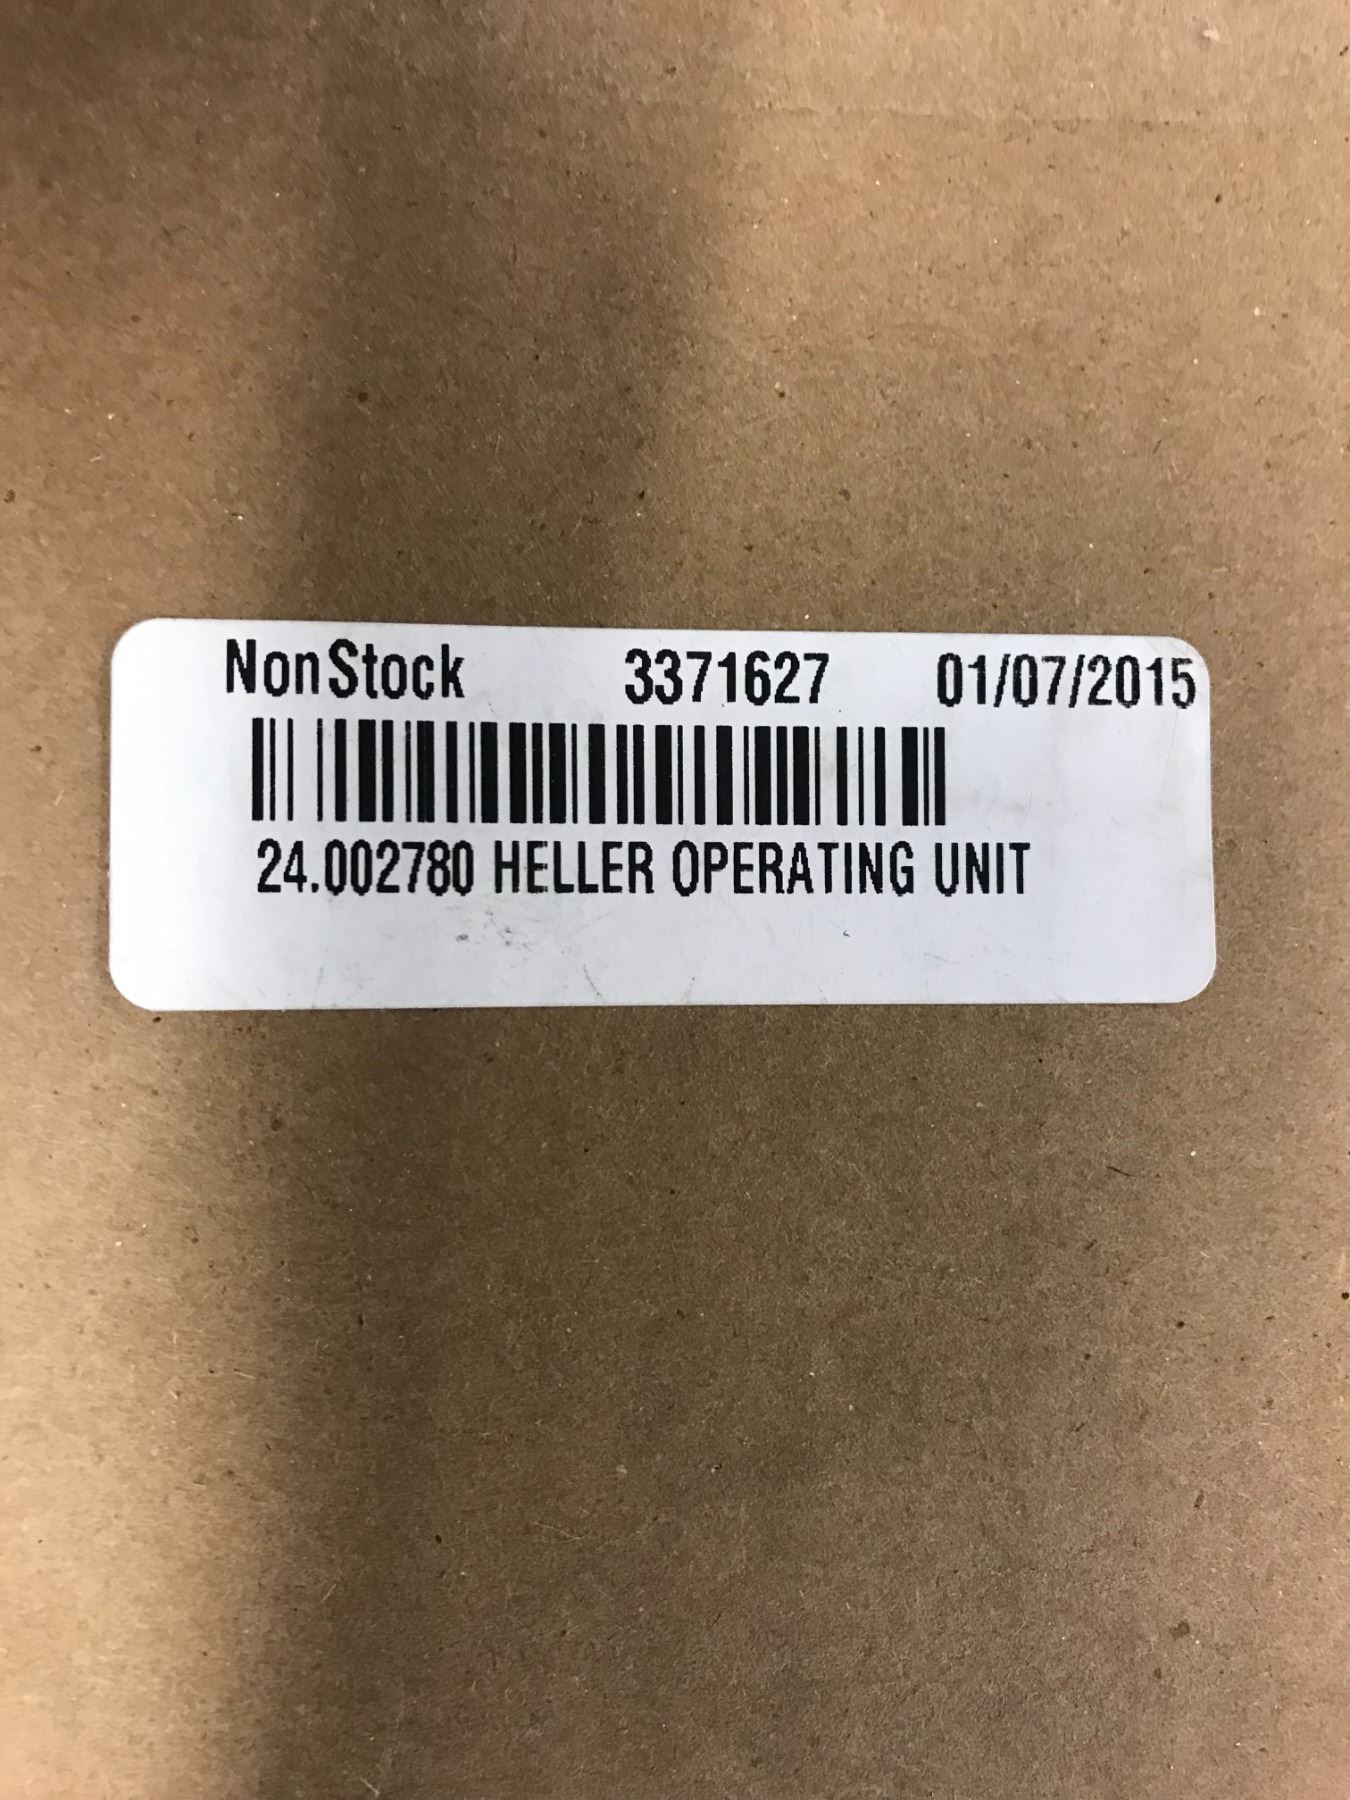 NonStock 3371627 01/07/2015
24.002780 HELLER OPERATING UNIT